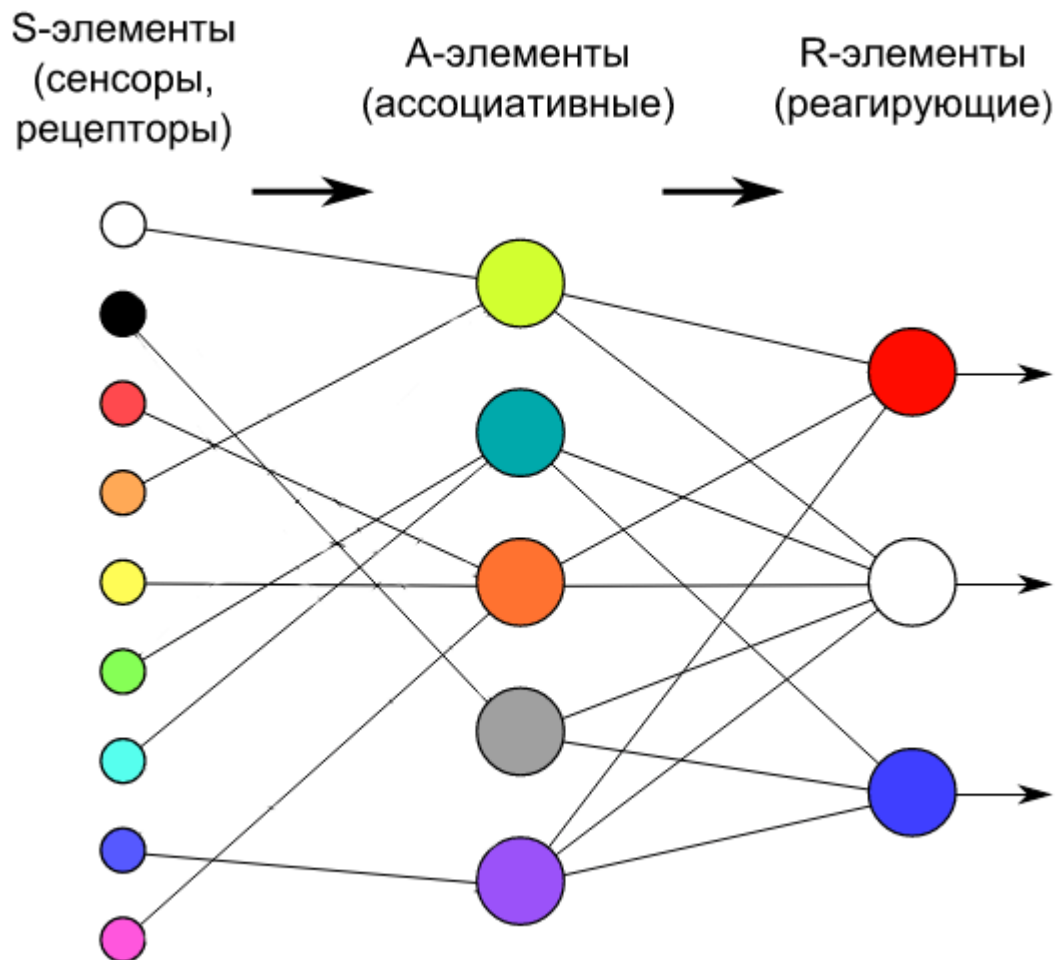 S-элементы
(сенсоры,
рецепторы)
А-элементы
(ассоциативные)
R-элементы
(реагирующие)